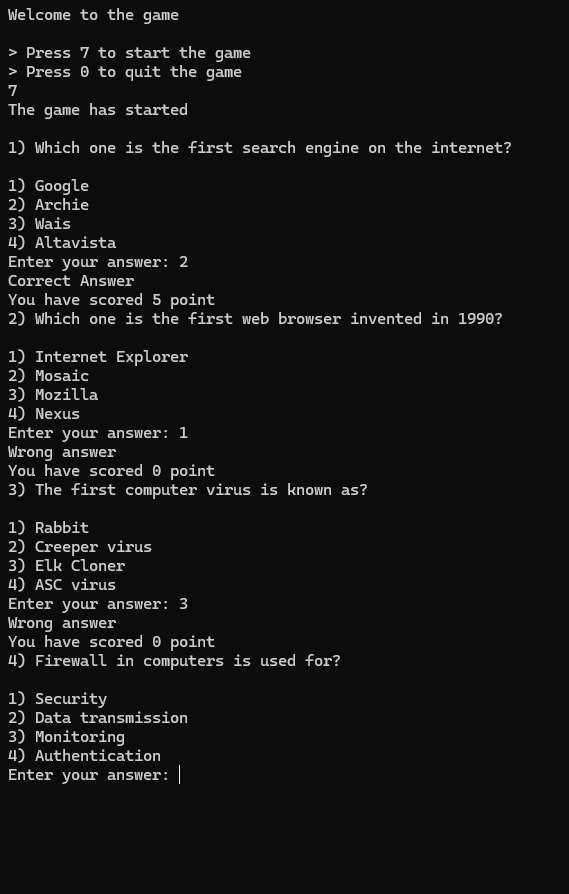 Welcome to the game
> Press 7 to start the game
> Press 0 to quit the game
7
The game has started
1) Which one is the first search engine on the internet?
1) Google
2) Archie
3) Wais
4) Altavista
Enter your answer: 2
Correct Answer
You have scored 5 point
2) Which one is the first web browser invented in 1990?
1) Internet Explorer
2) Mosaic
3) Mozilla
4) Nexus
Enter your answer: 1
Wrong answer
You have scored 0 point
3) The first computer virus is known as?
1) Rabbit
2) Creeper virus
3) Elk Cloner
4) ASC virus
Enter your answer: 3
Wrong answer
You have scored 0 point
4) Firewall in computers is used for?
1) Security
2) Data transmission
3) Monitoring
4) Authentication
Enter your answer: